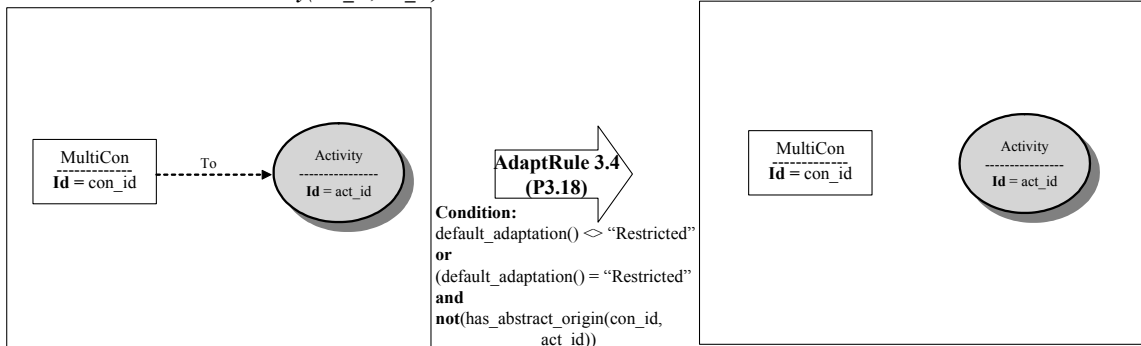 MultiCon
------------
Id = con_id
To
Activity
------------------
Id = act_id
AdaptRule 3.4
(P3.18)
Condition:
default_adaptation() <> “Restricted”
or
(default_adaptation() = “Restricted”
and
not(has_abstract_origin(con_id,
act_id))
MultiCon
------------
Id = con_id
Activity
------------------
Id = act_id